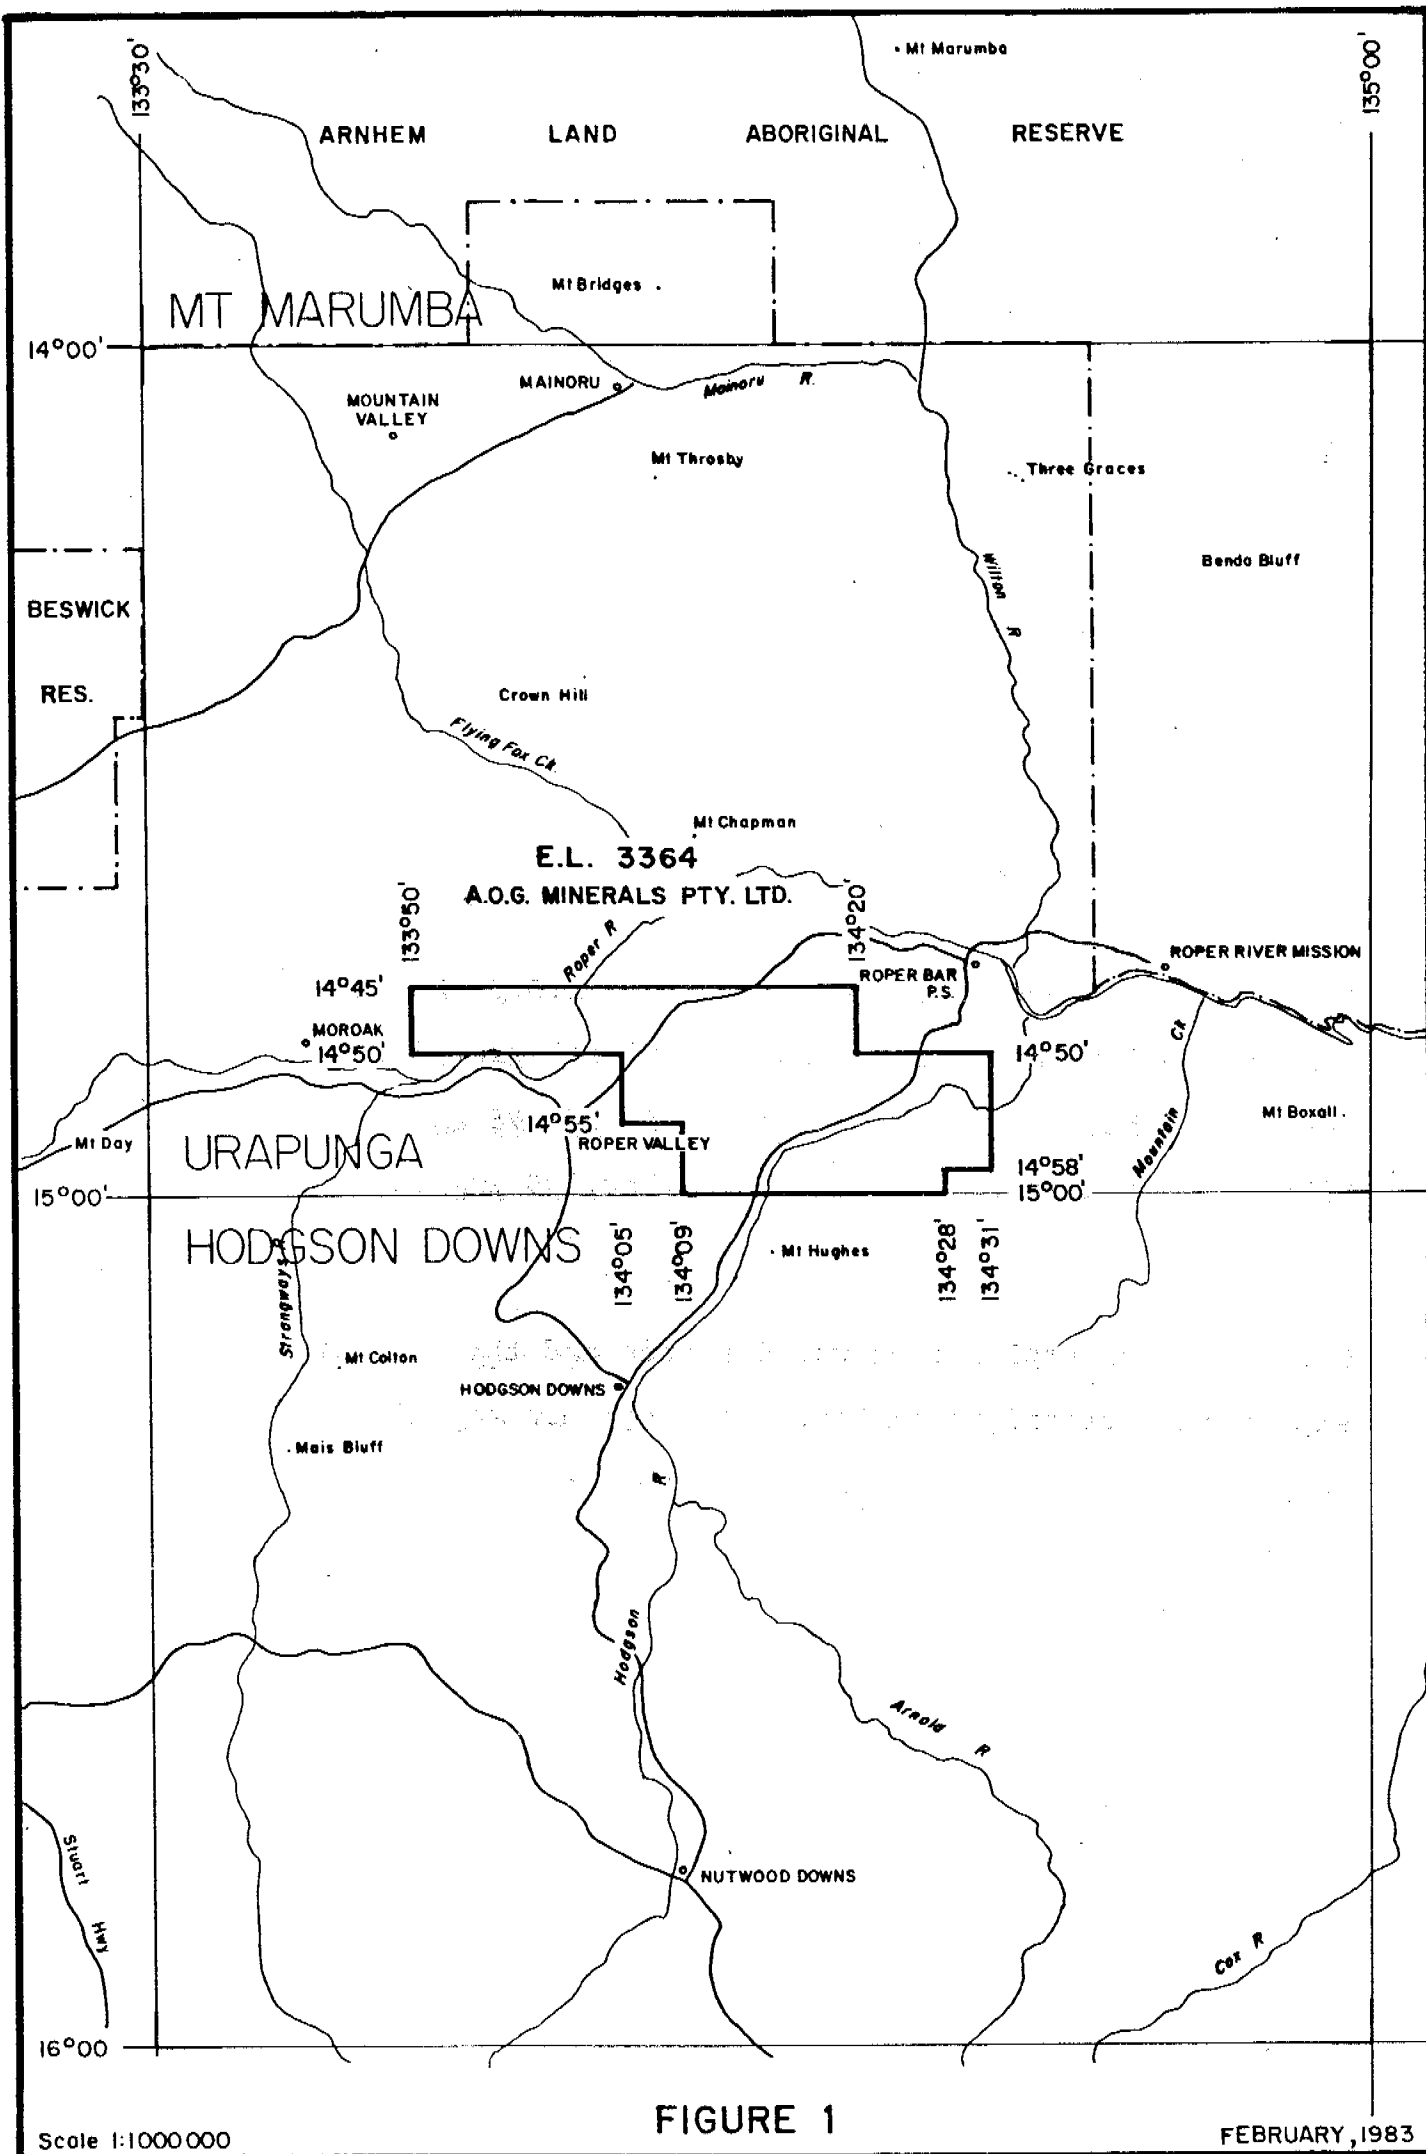 133°30'
Mt Marumba
135°00'
ARNHEM LAND ABORIGINAL RESERVE
Mt Bridges
MT MARUMBA
14°00'
MAINORU
Mainoru R.
MOUNTAIN
VALLEY
Mt Throsby
Three Graces
Wilton R
Benda Bluff
BESWICK
RES.
Crown Hill
Flying Fox Ck.
Mt Chapman
E.L. 3364
A.O.G. MINERALS PTY. LTD.
133°50'
134°20'
Roper R
ROPER BAR
P.S.
ROPER RIVER MISSION
14°45'
MOROAK
14°50'
14°50'
Mountain Ck
Mt Boxall
14°55'
ROPER VALLEY
Mt Day
URAPUNGA
14°58'
15°00'
15°00'
HODGSON DOWNS
134°05'
134°09'
134°28'
134°31'
Mt Hughes
Strangways
Mt Colton
HODGSON DOWNS
Mais Bluff
Hodgson R
Arnold R
Stuart Hwy
NUTWOOD DOWNS
Cox R
16°00
FIGURE 1
Scale 1:1000000
FEBRUARY, 1983